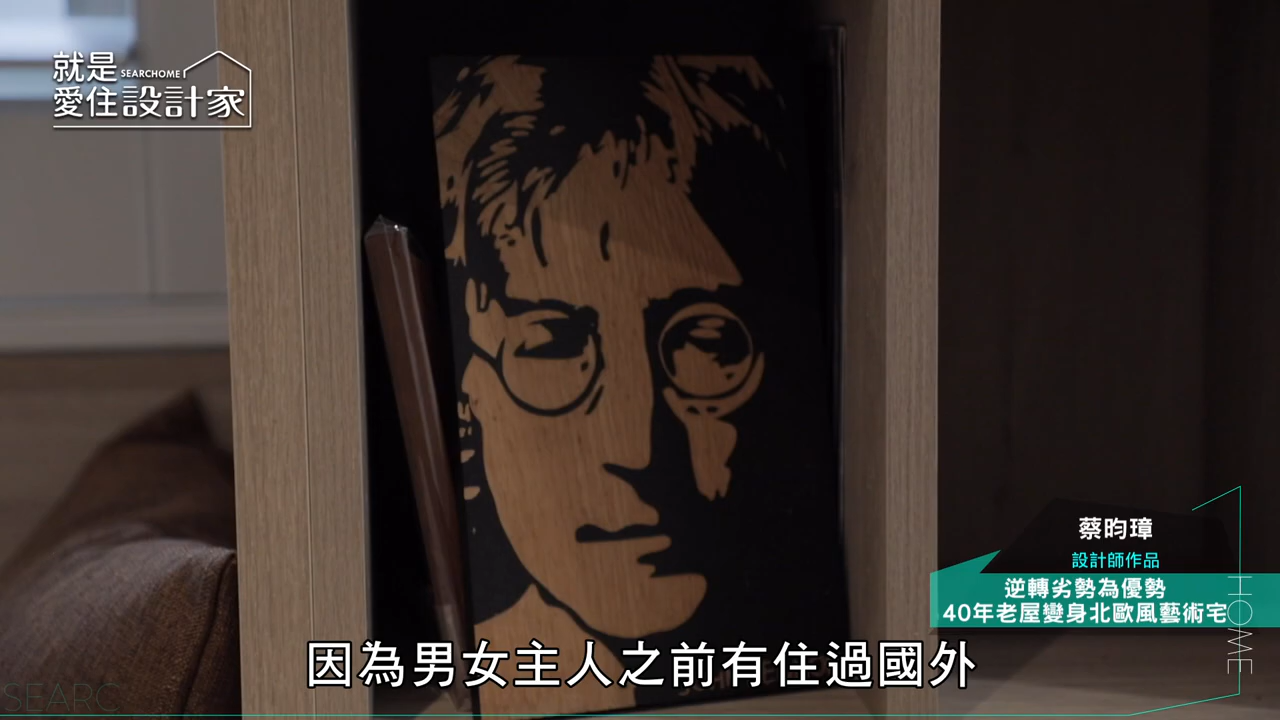 就是
SEARCHOME
愛住設計家
蔡昀璋
設計師作品
逆轉劣勢為優勢
40年老屋變身北歐風藝術宅
HOME
因為男女主人之前有住過國外
SEARC